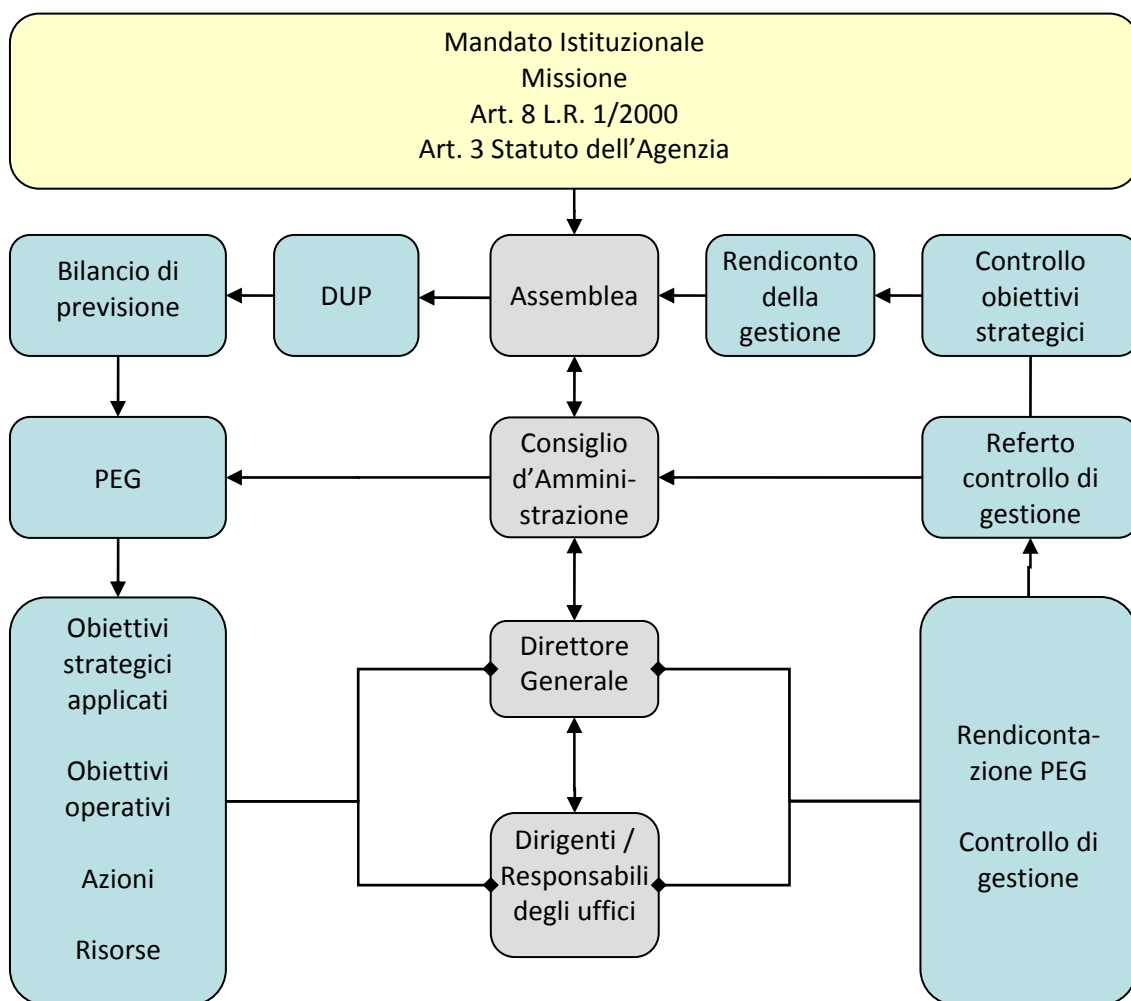 Mandato Istituzionale
Missione
Art. 8 L.R. 1/2000
Art. 3 Statuto dell’Agenzia
Bilancio di
previsione
DUP
Assemblea
Rendiconto
della
gestione
Controllo
obiettivi
strategici
PEG
Consiglio
d’Ammini-
strazione
Referto
controllo di
gestione
Obiettivi
strategici
applicati
Obiettivi
operativi
Azioni
Risorse
Direttore
Generale
Dirigenti /
Responsabili
degli uffici
Rendiconta-
zione PEG
Controllo di
gestione